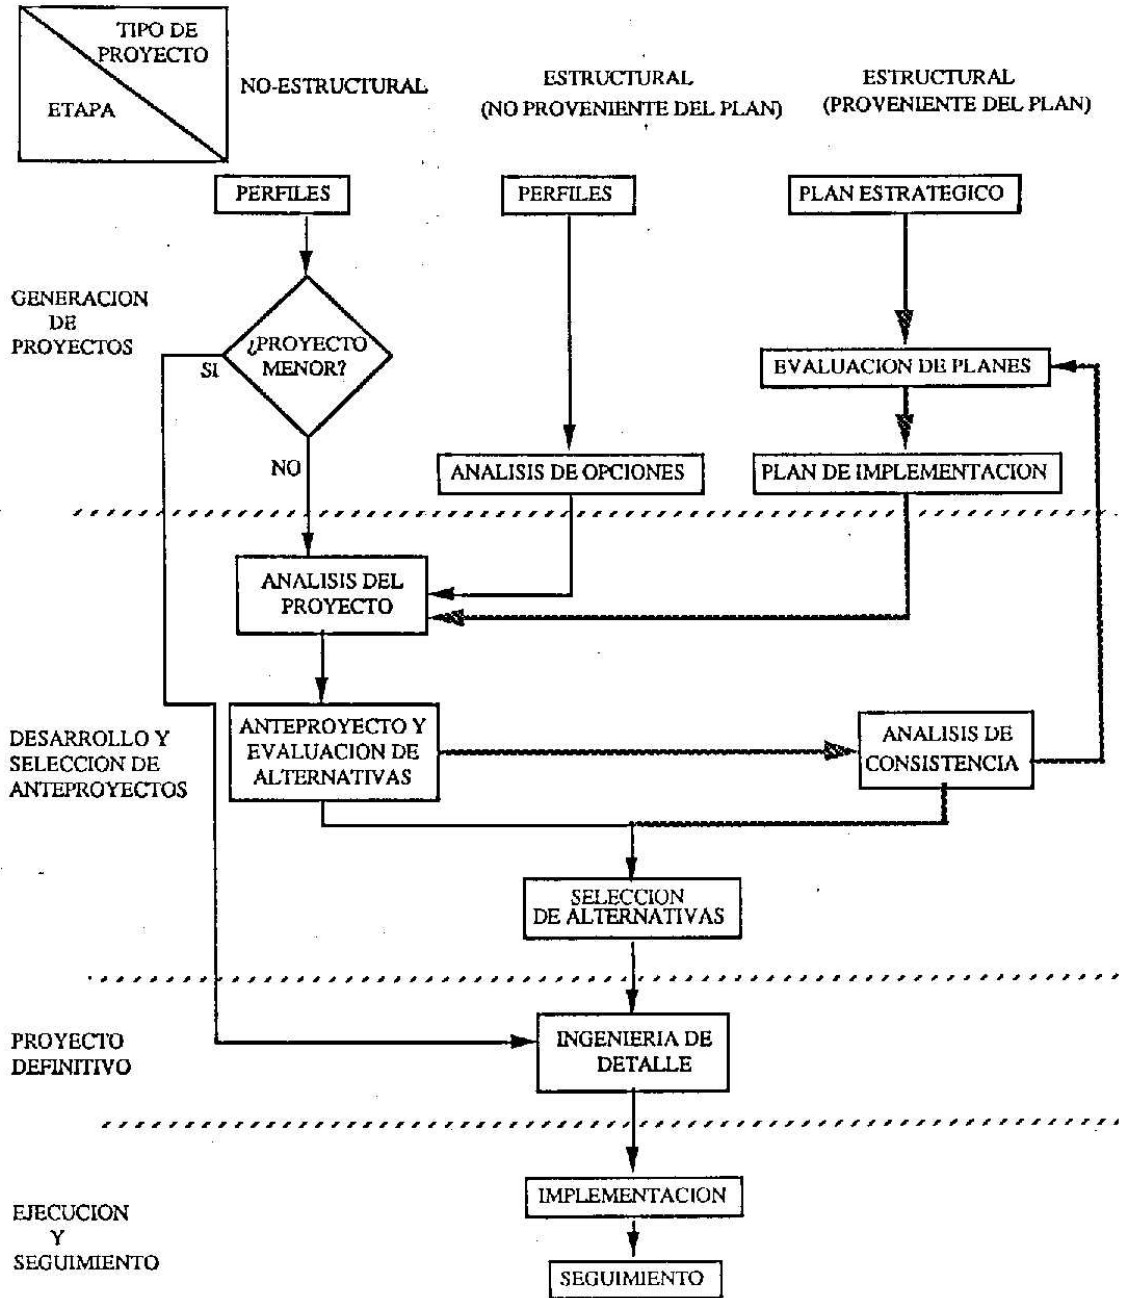 TIPO DE
PROYECTO
ETAPA
NO-ESTRUCTURAL
ESTRUCTURAL
(NO PROVENIENTE DEL PLAN)
ESTRUCTURAL
(PROVENIENTE DEL PLAN)
PERFILES
PERFILES
PLAN ESTRATEGICO
GENERACION
DE
PROYECTOS
¿PROYECTO
MENOR?
SI
NO
EVALUACION DE PLANES
ANALISIS DE OPCIONES
PLAN DE IMPLEMENTACION
ANALISIS DEL
PROYECTO
DESARROLLO Y
SELECCION DE
ANTEPROYECTOS
ANTEPROYECTO Y
EVALUACION DE
ALTERNATIVAS
ANALISIS DE
CONSISTENCIA
SELECCION
DE ALTERNATIVAS
PROYECTO
DEFINITIVO
INGENIERIA DE
DETALLE
EJECUCION
Y
SEGUIMIENTO
IMPLEMENTACION
SEGUIMIENTO